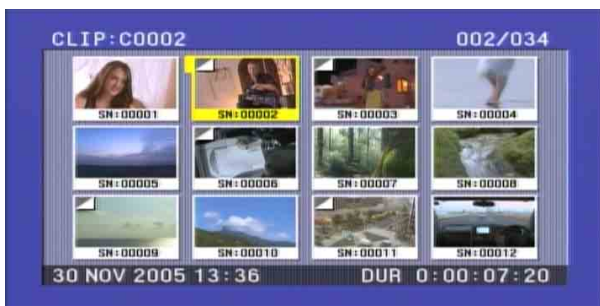 CLIP:C0002 002/034
SN:00001 SN:00002 SN:00003 SN:00004
SN:00005 SN:00006 SN:00007 SN:00008
SN:00009 SN:00010 SN:00011 SN:00012
30 NOV 2005 13:36 DUR 0:00:07:20